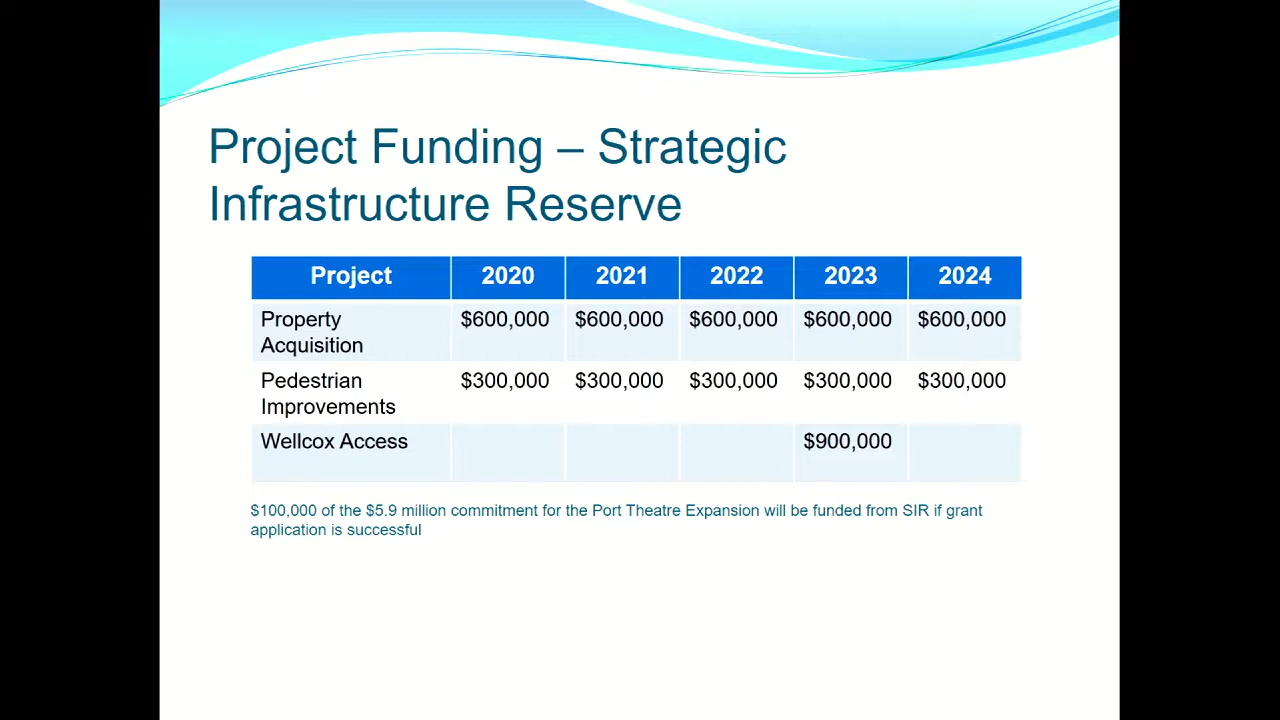 Project Funding – Strategic
Infrastructure Reserve
Project 2020 2021 2022 2023 2024
Property $600,000 $600,000 $600,000 $600,000 $600,000
Acquisition
Pedestrian $300,000 $300,000 $300,000 $300,000 $300,000
Improvements
Wellcox Access $900,000
$100,000 of the $5.9 million commitment for the Port Theatre Expansion will be funded from SIR if grant
application is successful